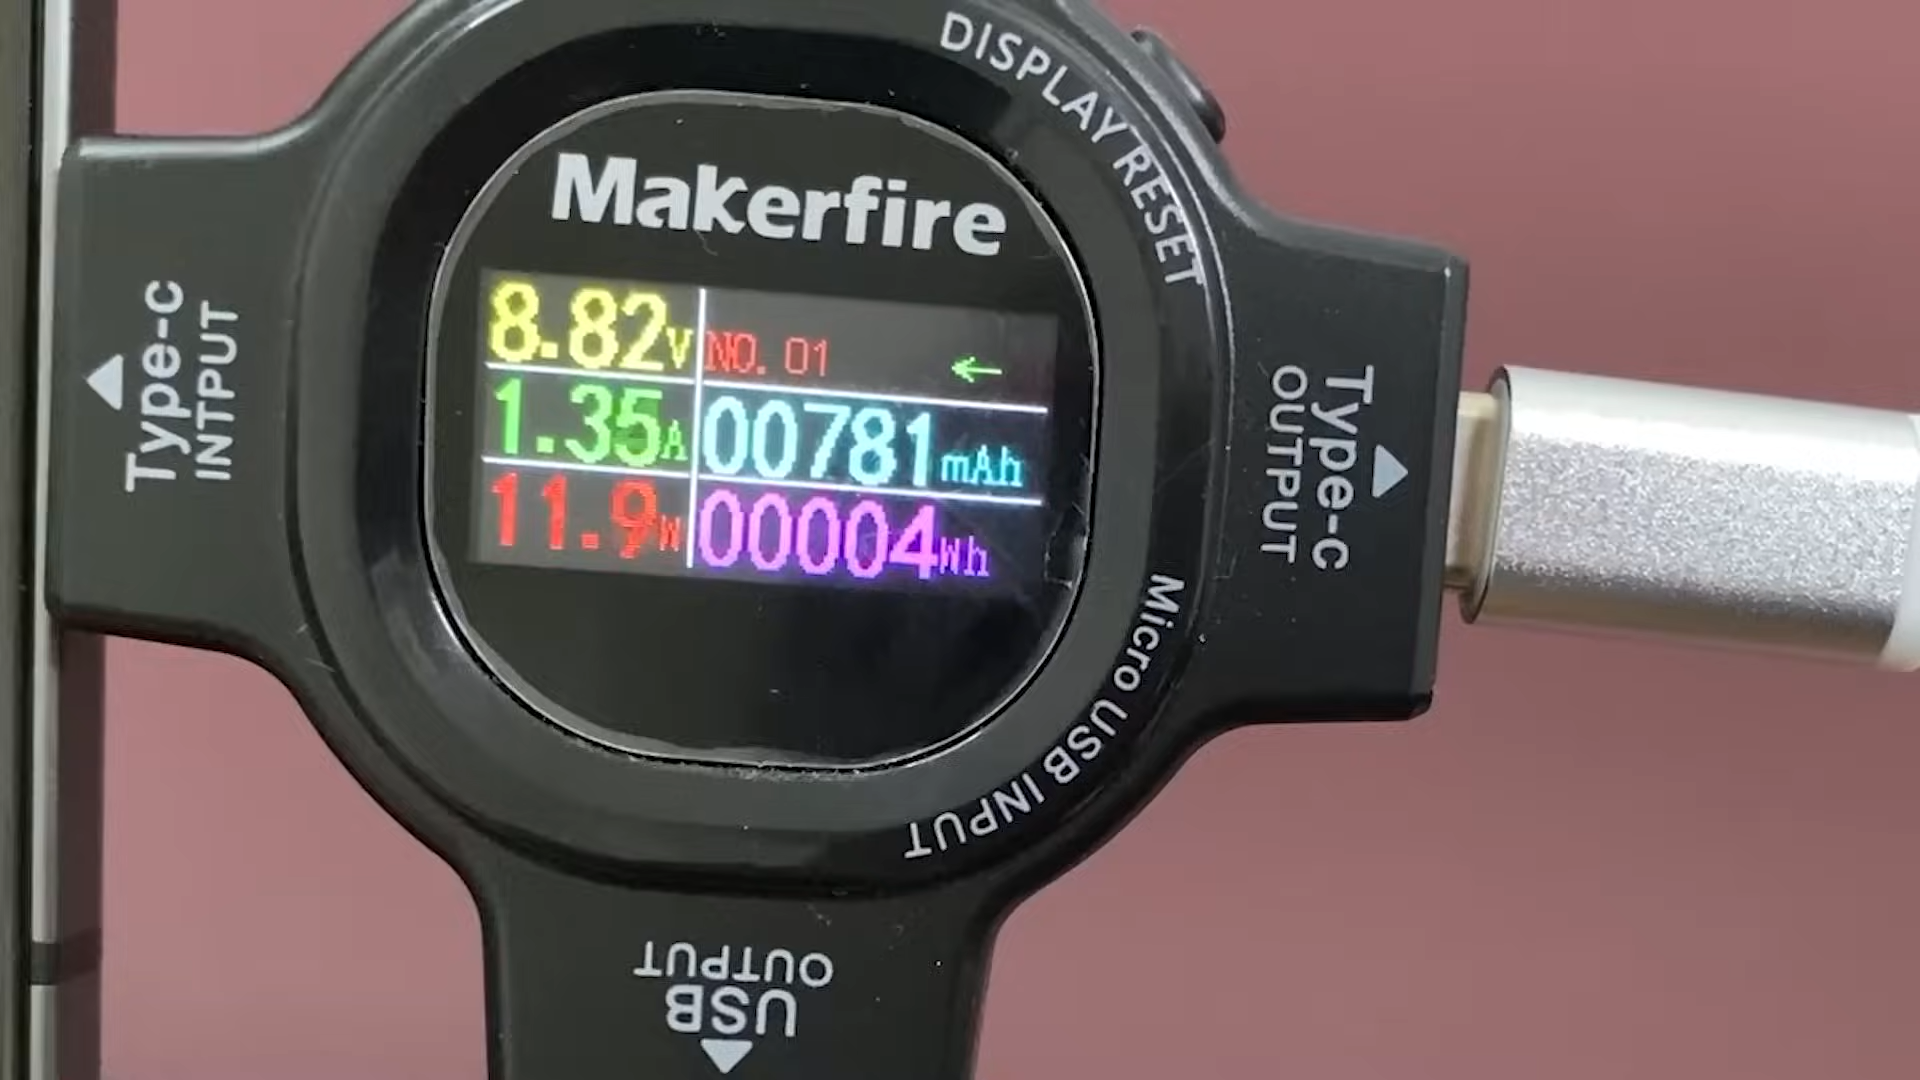 DISPLAY/RESET
Makerfire
8.82V
NO. 01 ←
1.35A
00781mAh
11.9W
00004Wh
Type-c
INTPUT
Type-c
OUTPUT
Micro USB INPUT
USB
OUTPUT